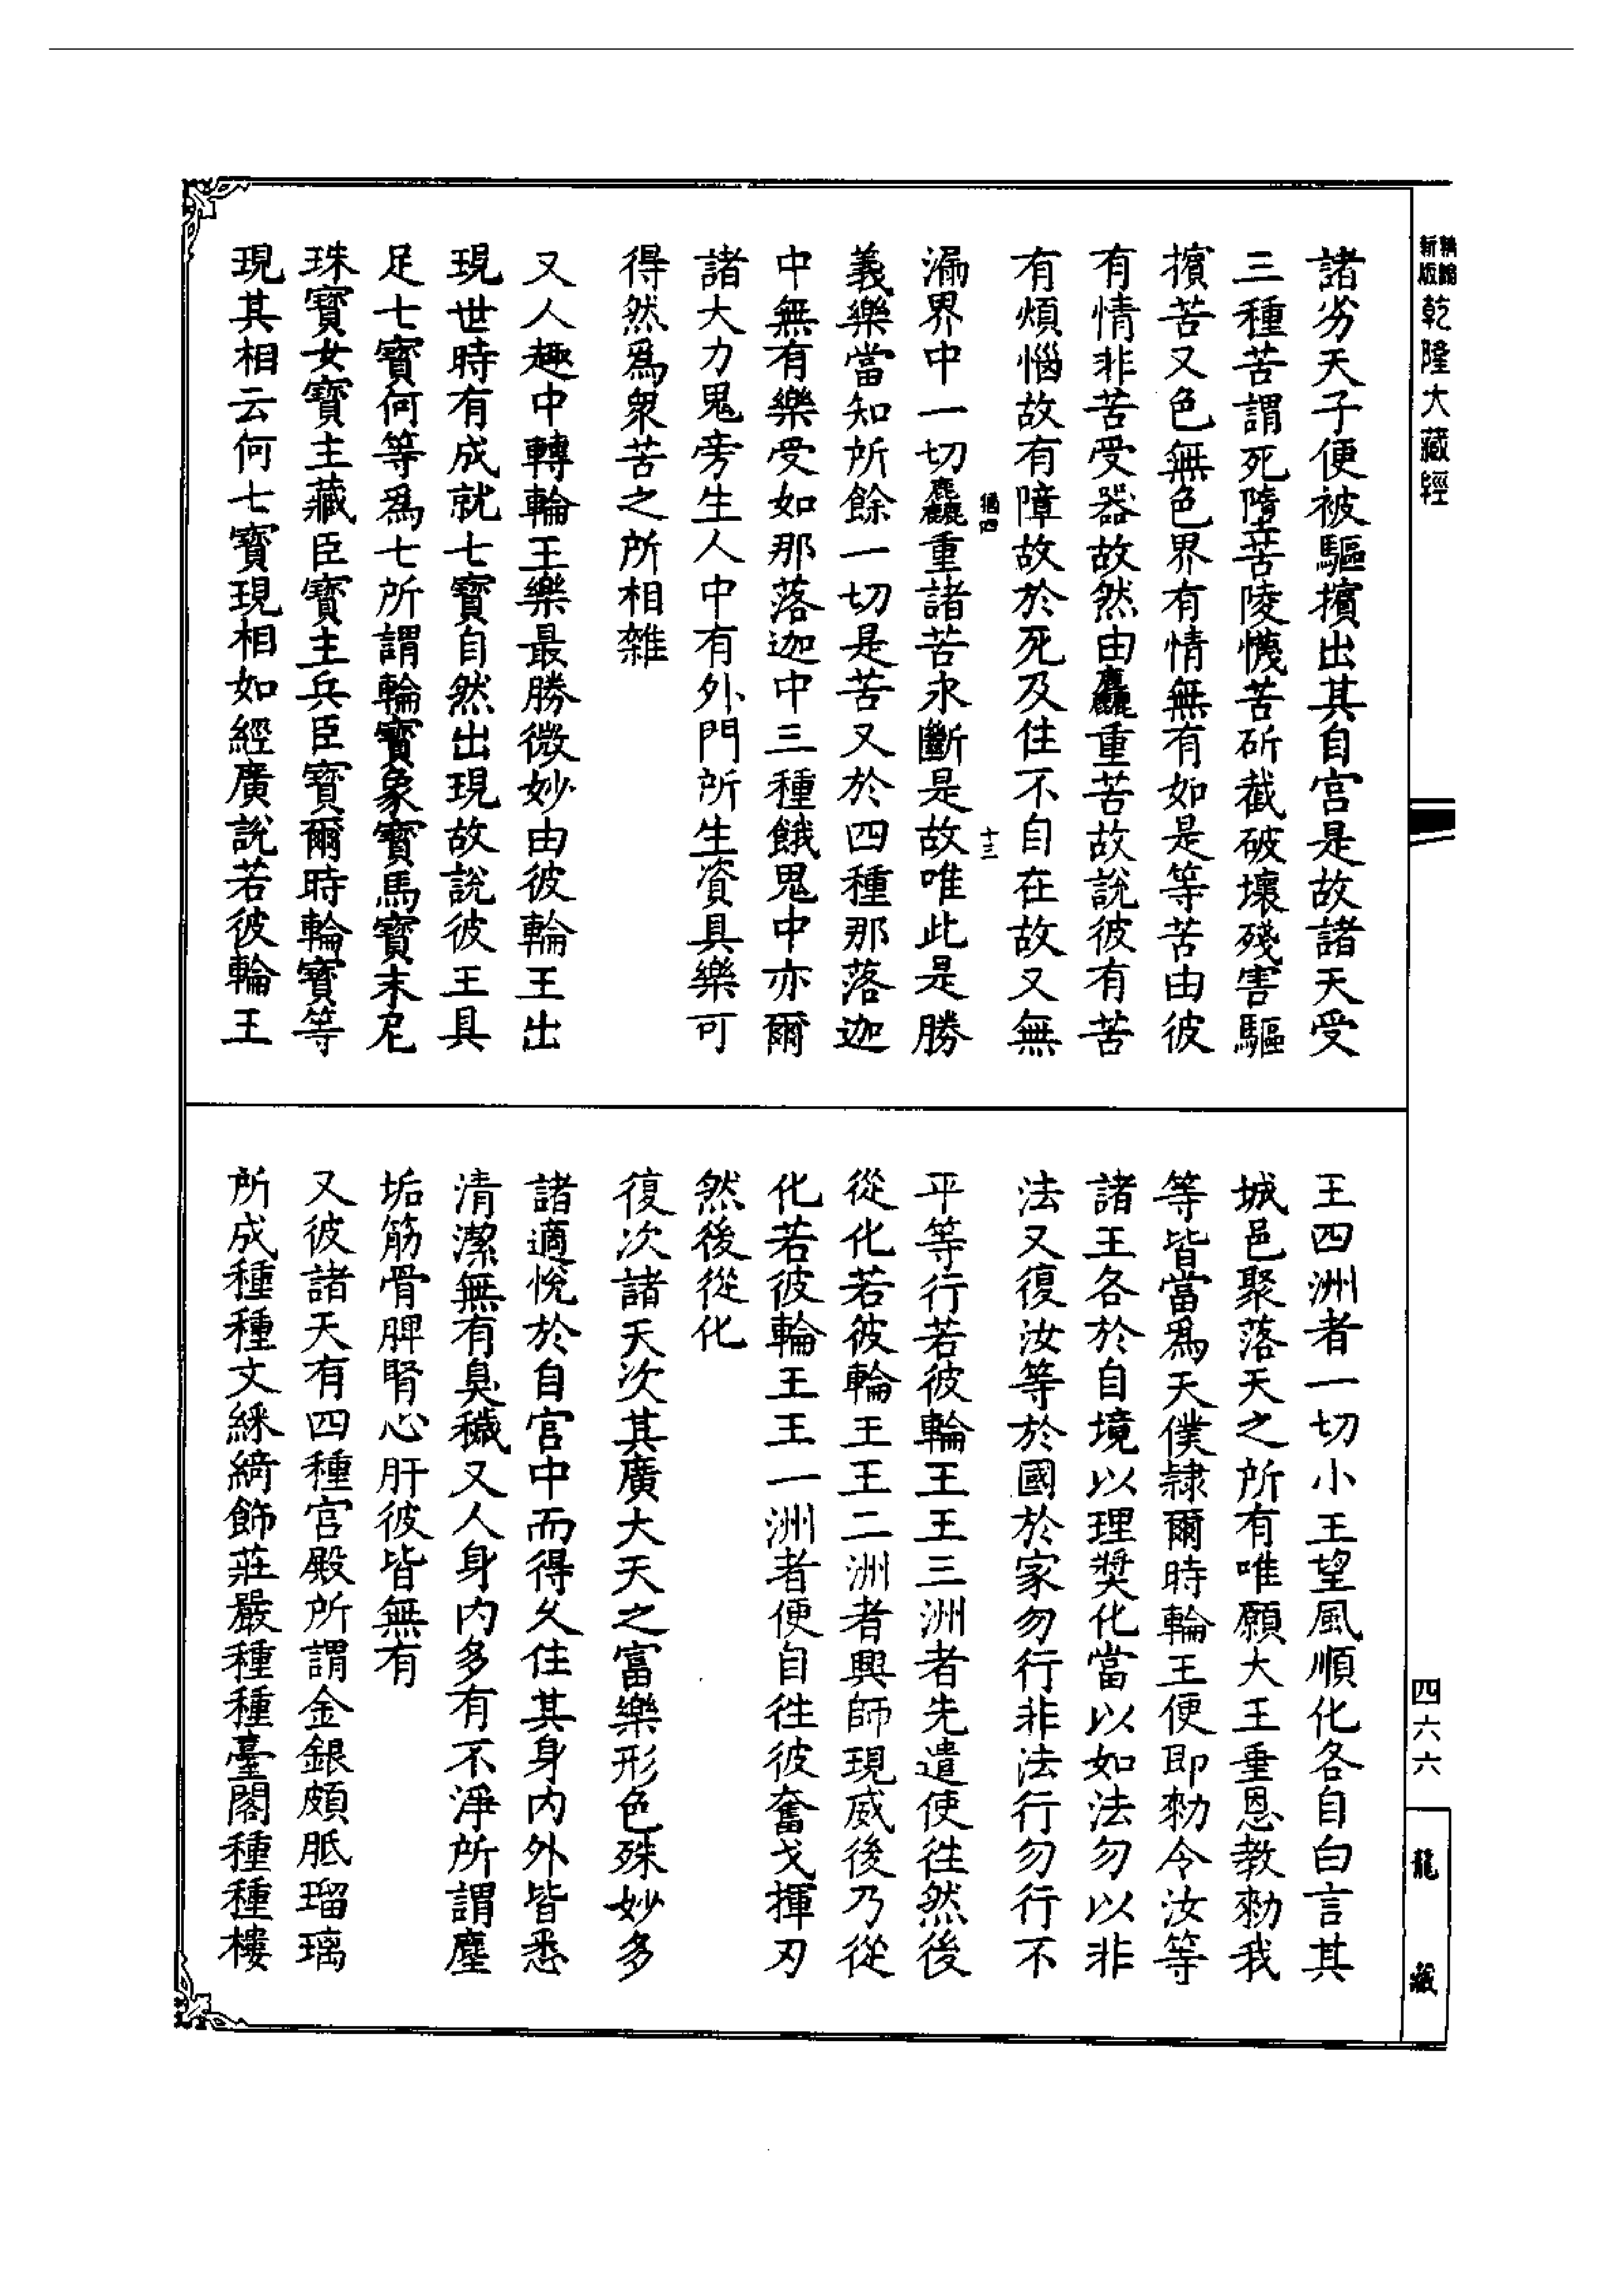 新版
乾隆大藏經
諸劣天子便被驅擯出其自宮是故諸天受
三種苦謂死墮苦陵懱苦斫截破壞殘害驅
擯苦又色無色界有情無有如是等苦由彼
有情非苦受器故然由麤重苦故說彼有苦
有煩惱故有障故於死及住不自在故又無
十三
漏界中一切麤重諸苦永斷是故唯此是勝
義樂當知所餘一切是苦又於四種那落迦
中無有樂受如那落迦中三種餓鬼中亦爾
諸大力鬼旁生人中有外門所生資具樂可
得然爲衆苦之所相雜
又人趣中轉輪王樂最勝微妙由彼輪王出
現世時有成就七寶自然出現故說彼王具
足七寶何等爲七所謂輪寶象寶馬寶末尼
珠寶女寶主藏臣寶主兵臣寶爾時輪寶等
現其相云何七寶現相如經廣說若彼輪王
王四洲者一切小王望風順化各自白言某
城邑聚落天之所有唯願大王垂恩教勑我
等皆當爲天僕隸爾時輪王便即勑令汝等
諸王各於自境以理奬化當以如法勿以非
法又復汝等於國於家勿行非法行勿行不
平等行若彼輪王王三洲者先遣使往然後
從化若彼輪王王二洲者興師現威後乃從
化若彼輪王王一洲者便自往彼奮戈揮刃
然後從化
復次諸天次其廣大天之富樂形色殊妙多
諸適悅於自宮中而得久住其身內外皆悉
清潔無有臭穢又人身內多有不淨所謂塵
垢筋骨脾腎心肝彼皆無有
又彼諸天有四種宮殿所謂金銀頗胝瑠璃
所成種種文綵綺飾莊嚴種種臺閣種種樓
四六六
龍藏